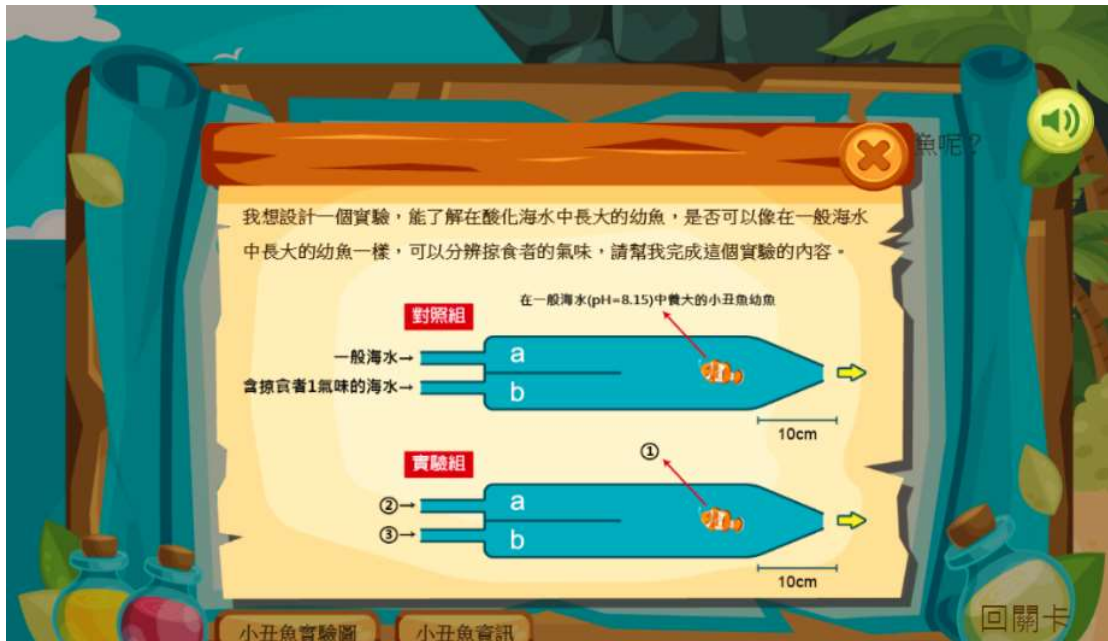 魚呢？
我想設計一個實驗，能了解在酸化海水中長大的幼魚，是否可以像在一般海水
中長大的幼魚一樣，可以分辨掠食者的氣味，請幫我完成這個實驗的內容。
在一般海水(pH=8.15)中養大的小丑魚幼魚
對照組
一般海水→
a
含掠食者1氣味的海水→
b
10cm
實驗組
①
②→
a
③→
b
10cm
小丑魚實驗圖
小丑魚資訊
回關卡